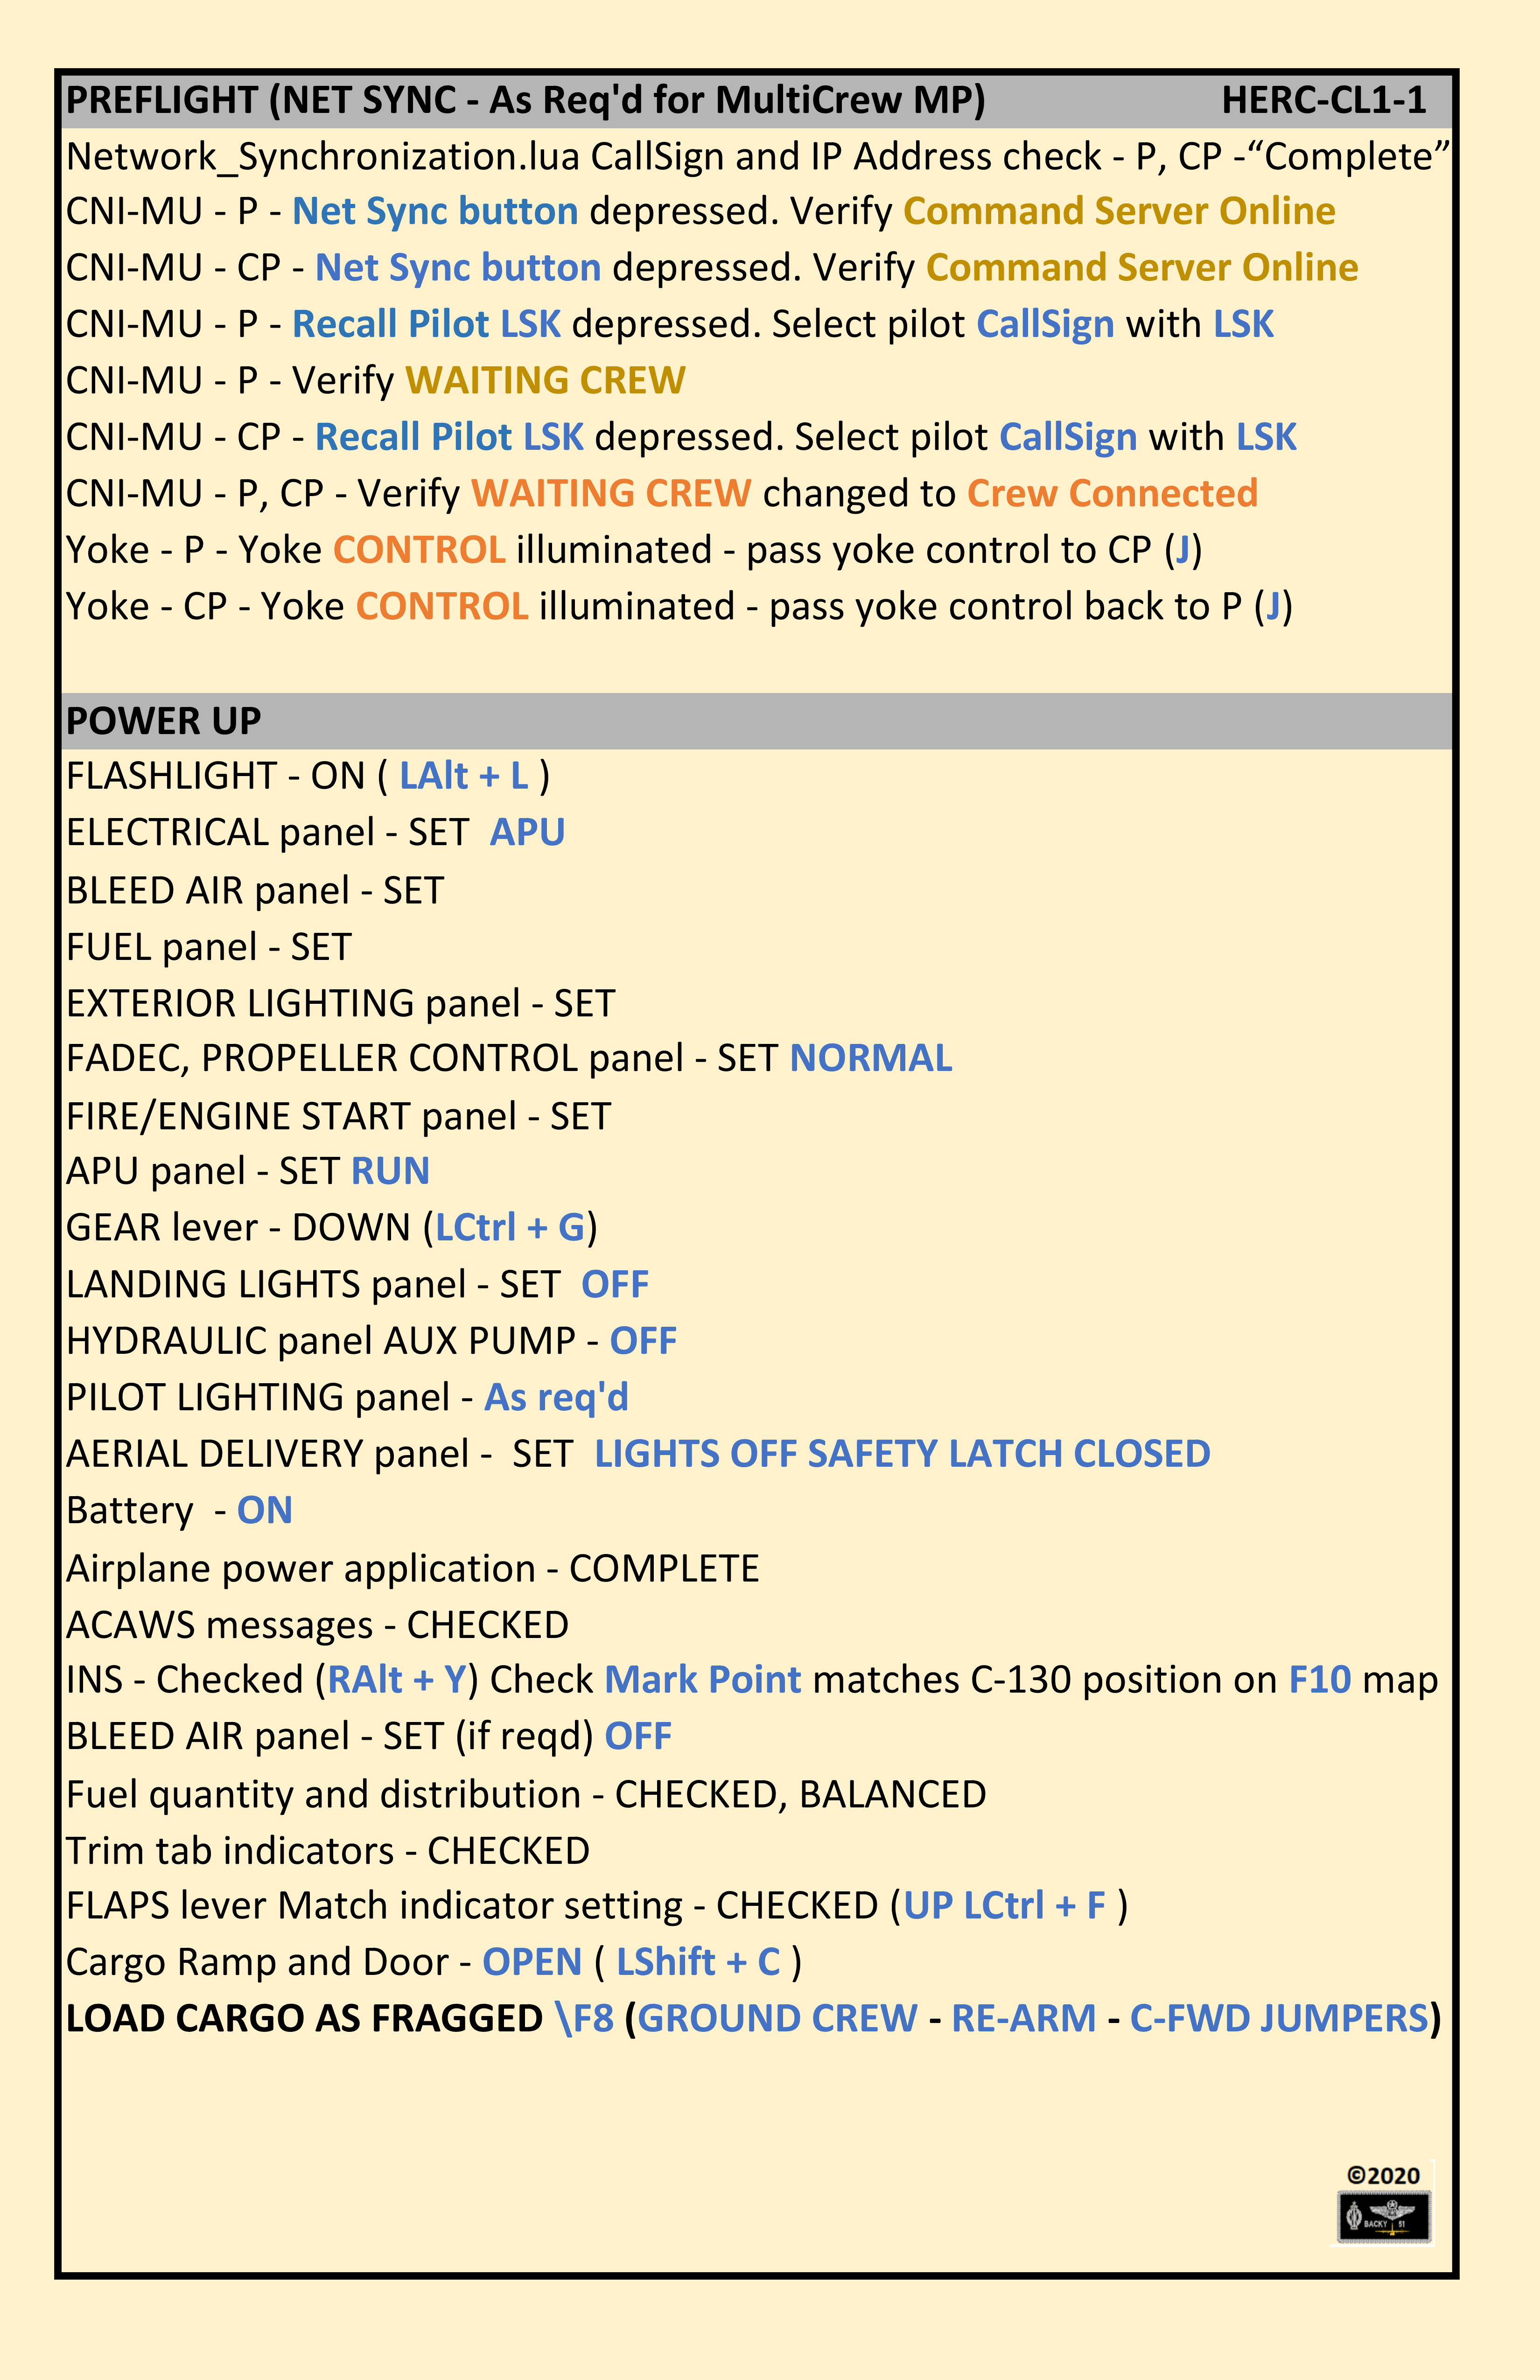 PREFLIGHT (NET SYNC - As Req'd for MultiCrew MP) HERC-CL1-1
Network_Synchronization.lua CallSign and IP Address check - P, CP -“Complete”
CNI-MU - P - Net Sync button depressed. Verify Command Server Online
CNI-MU - CP - Net Sync button depressed. Verify Command Server Online
CNI-MU - P - Recall Pilot LSK depressed. Select pilot CallSign with LSK
CNI-MU - P - Verify WAITING CREW
CNI-MU - CP - Recall Pilot LSK depressed. Select pilot CallSign with LSK
CNI-MU - P, CP - Verify WAITING CREW changed to Crew Connected
Yoke - P - Yoke CONTROL illuminated - pass yoke control to CP (J)
Yoke - CP - Yoke CONTROL illuminated - pass yoke control back to P (J)
POWER UP
FLASHLIGHT - ON ( LAlt + L )
ELECTRICAL panel - SET  APU
BLEED AIR panel - SET
FUEL panel - SET
EXTERIOR LIGHTING panel - SET
FADEC, PROPELLER CONTROL panel - SET NORMAL
FIRE/ENGINE START panel - SET
APU panel - SET RUN
GEAR lever - DOWN (LCtrl + G)
LANDING LIGHTS panel - SET  OFF
HYDRAULIC panel AUX PUMP - OFF
PILOT LIGHTING panel - As req'd
AERIAL DELIVERY panel -  SET  LIGHTS OFF SAFETY LATCH CLOSED
Battery  - ON
Airplane power application - COMPLETE
ACAWS messages - CHECKED
INS - Checked (RAlt + Y) Check Mark Point matches C-130 position on F10 map
BLEED AIR panel - SET (if reqd) OFF
Fuel quantity and distribution - CHECKED, BALANCED
Trim tab indicators - CHECKED
FLAPS lever Match indicator setting - CHECKED (UP LCtrl + F )
Cargo Ramp and Door - OPEN ( LShift + C )
LOAD CARGO AS FRAGGED \F8 (GROUND CREW - RE-ARM - C-FWD JUMPERS)
©2020
BACKY 51